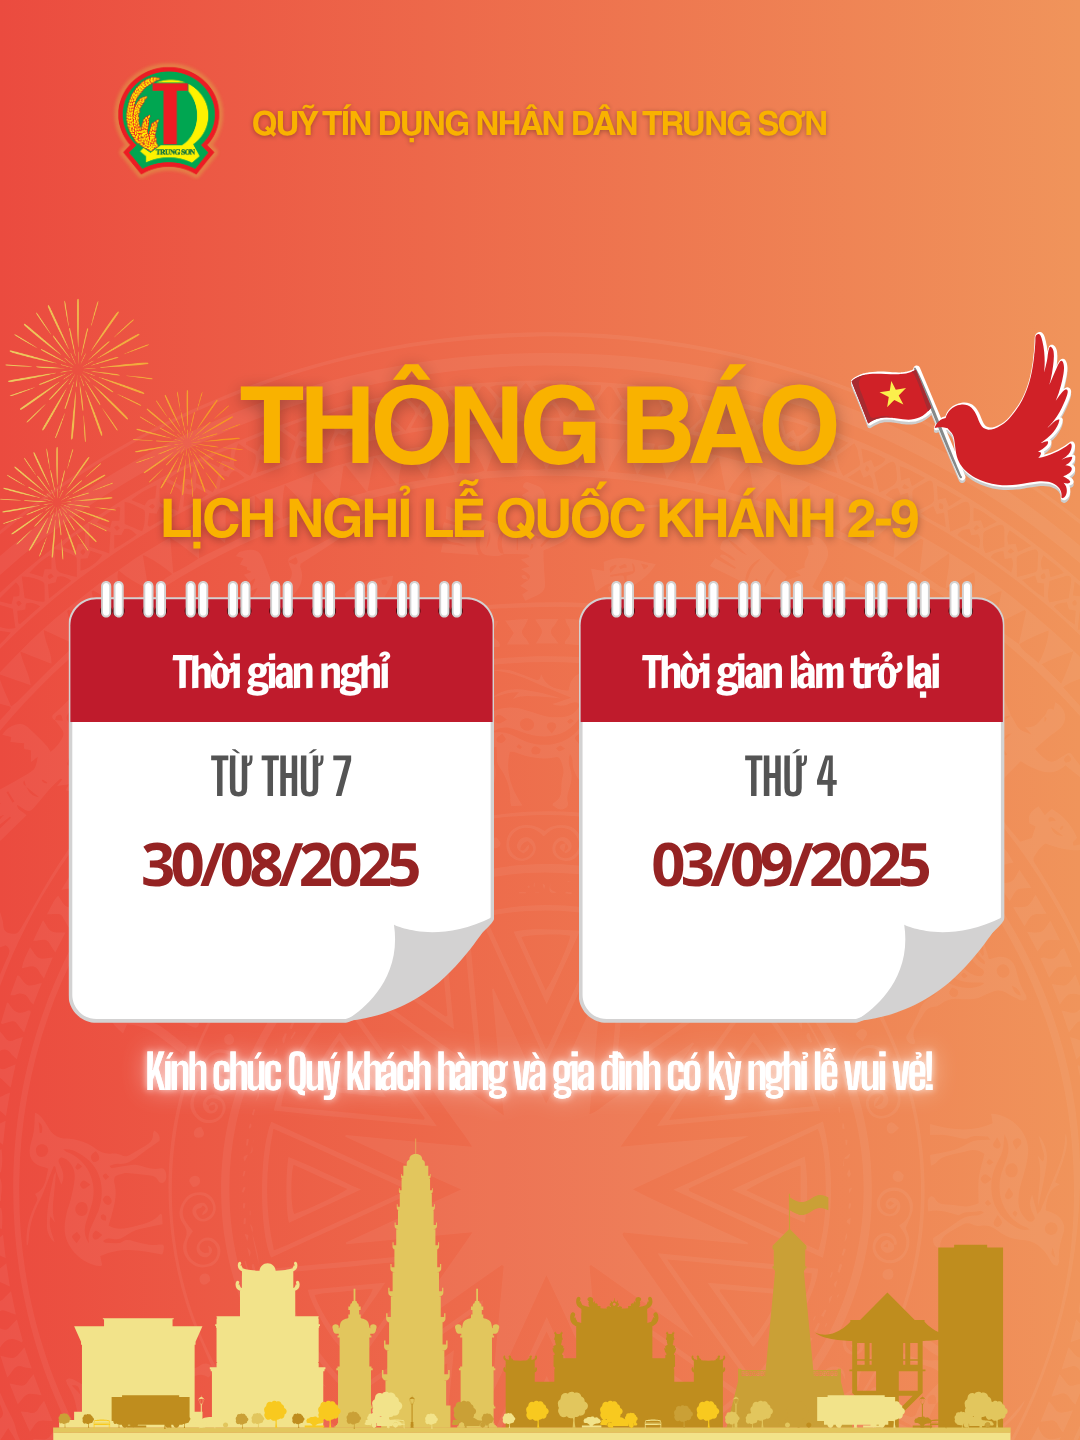 TRUNG SƠN
QUỸ TÍN DỤNG NHÂN DÂN TRUNG SƠN
THÔNG BÁO
LỊCH NGHỈ LỄ QUỐC KHÁNH 2-9
Thời gian nghỉ
TỪ THỨ 7
30/08/2025
Thời gian làm trở lại
THỨ 4
03/09/2025
Kính chúc Quý khách hàng và gia đình có kỳ nghỉ lễ vui vẻ!